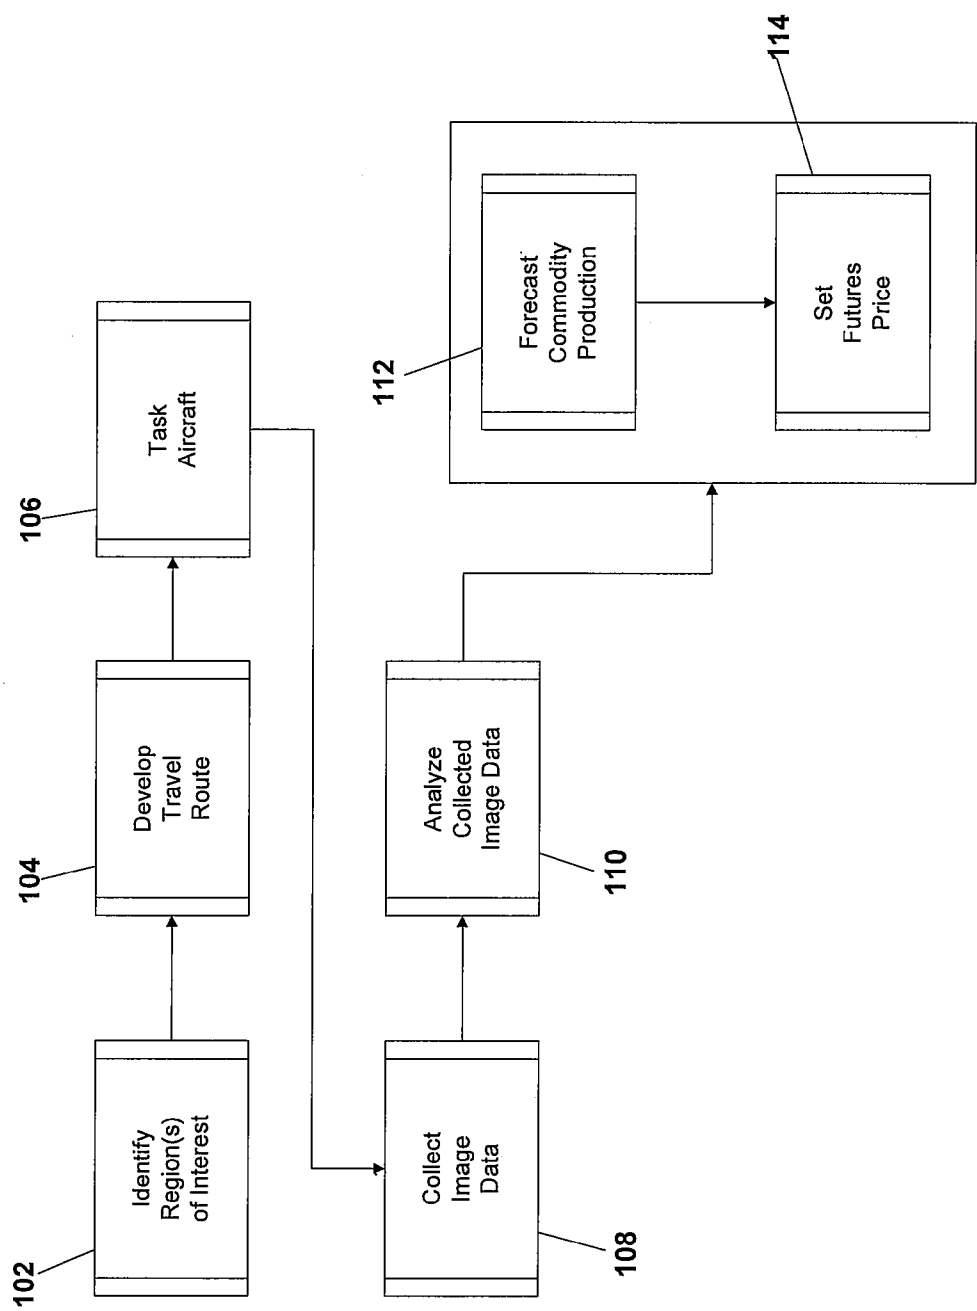 102
Identify
Region(s)
of Interest
104
Develop
Travel
Route
106
Task
Aircraft
108
Collect
Image
Data
110
Analyze
Collected
Image Data
112
Forecast
Commodity
Production
114
Set
Futures
Price